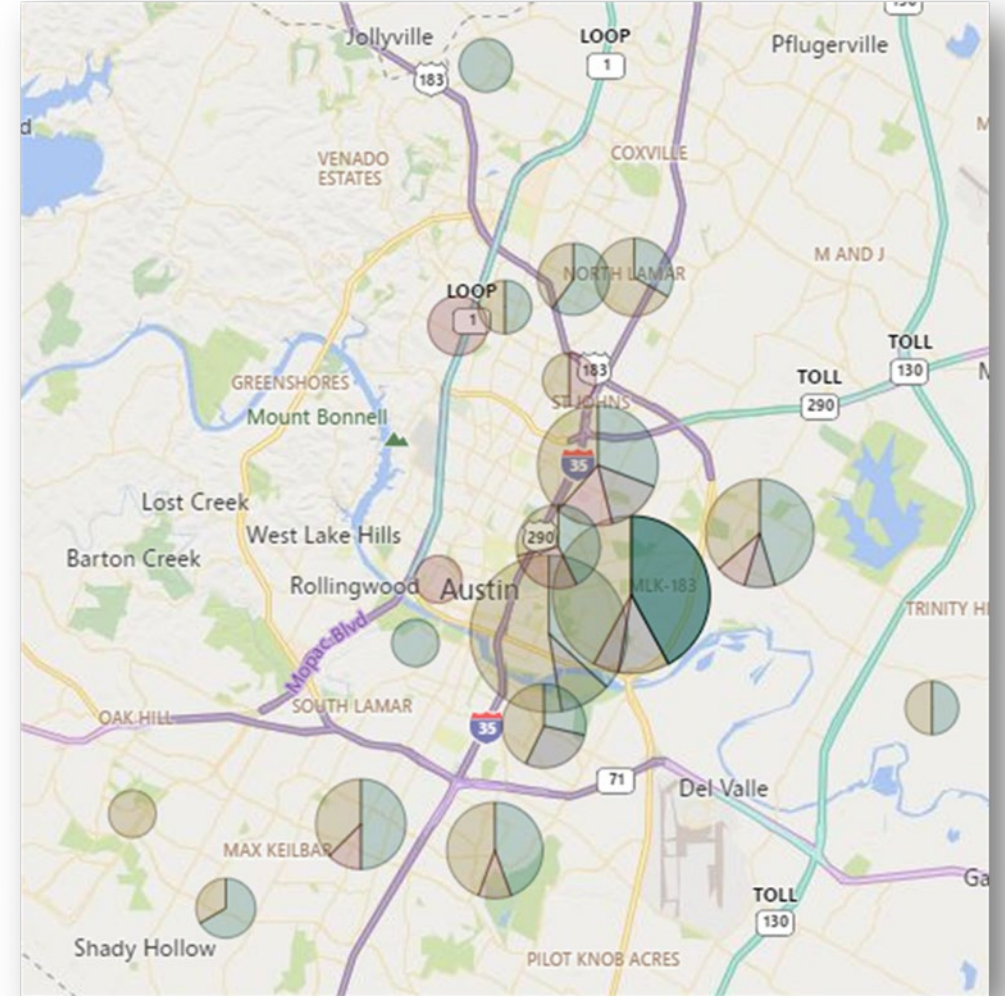 130
Jollyville
LOOP
1
Pflugerville
183
d
M
VENADO
ESTATES
COXVILLE
M AND J
NORTH LAMAR
LOOP
1
TOLL
130
183
TOLL
290
N
GREENSHORES
ST JOHNS
Mount Bonnell
35
Lost Creek
290
West Lake Hills
Barton Creek
Rollingwood
Austin
MLK-183
TRINITY HI
Mopac Blvd
SOUTH LAMAR
OAK HILL
35
71
Del Valle
MAX KEILBAR
Ga
TOLL
130
Shady Hollow
PILOT KNOB ACRES